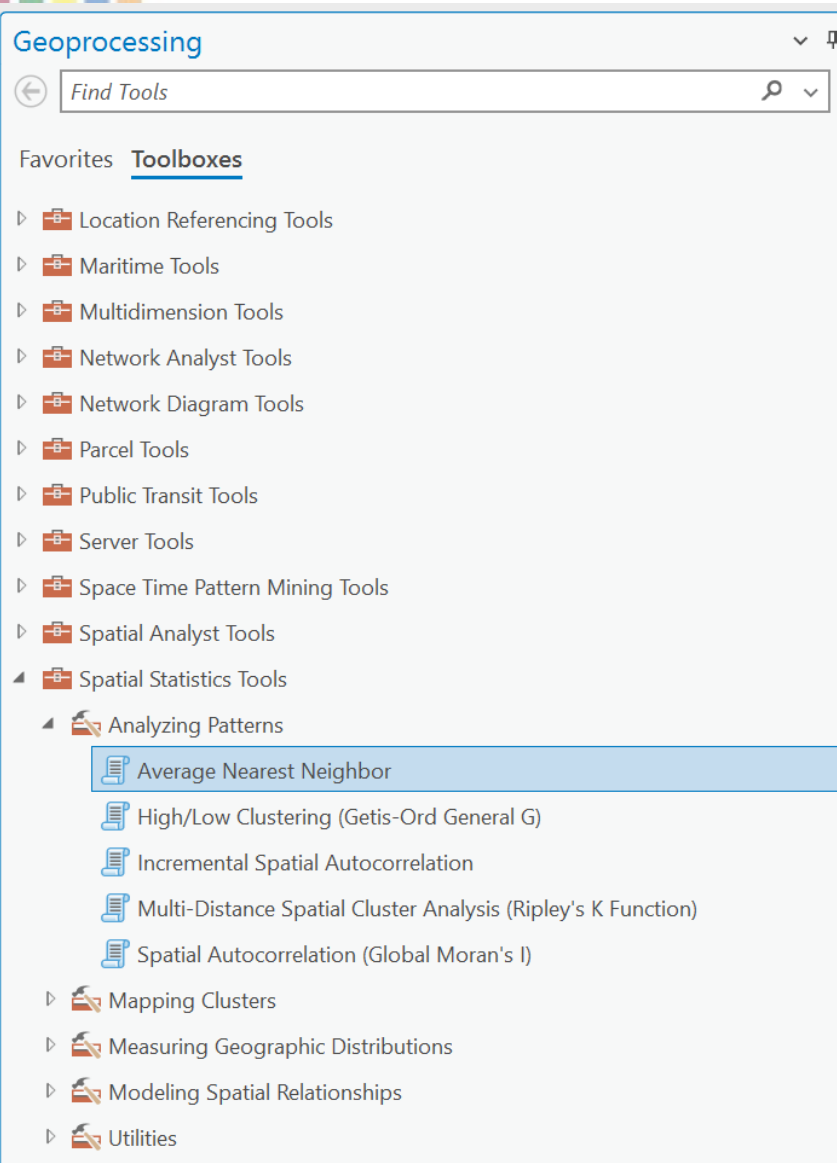 Geoprocessing
Find Tools
Favorites Toolboxes
Location Referencing Tools
Maritime Tools
Multidimension Tools
Network Analyst Tools
Network Diagram Tools
Parcel Tools
Public Transit Tools
Server Tools
Space Time Pattern Mining Tools
Spatial Analyst Tools
Spatial Statistics Tools
Analyzing Patterns
Average Nearest Neighbor
High/Low Clustering (Getis-Ord General G)
Incremental Spatial Autocorrelation
Multi-Distance Spatial Cluster Analysis (Ripley's K Function)
Spatial Autocorrelation (Global Moran's I)
Mapping Clusters
Measuring Geographic Distributions
Modeling Spatial Relationships
Utilities